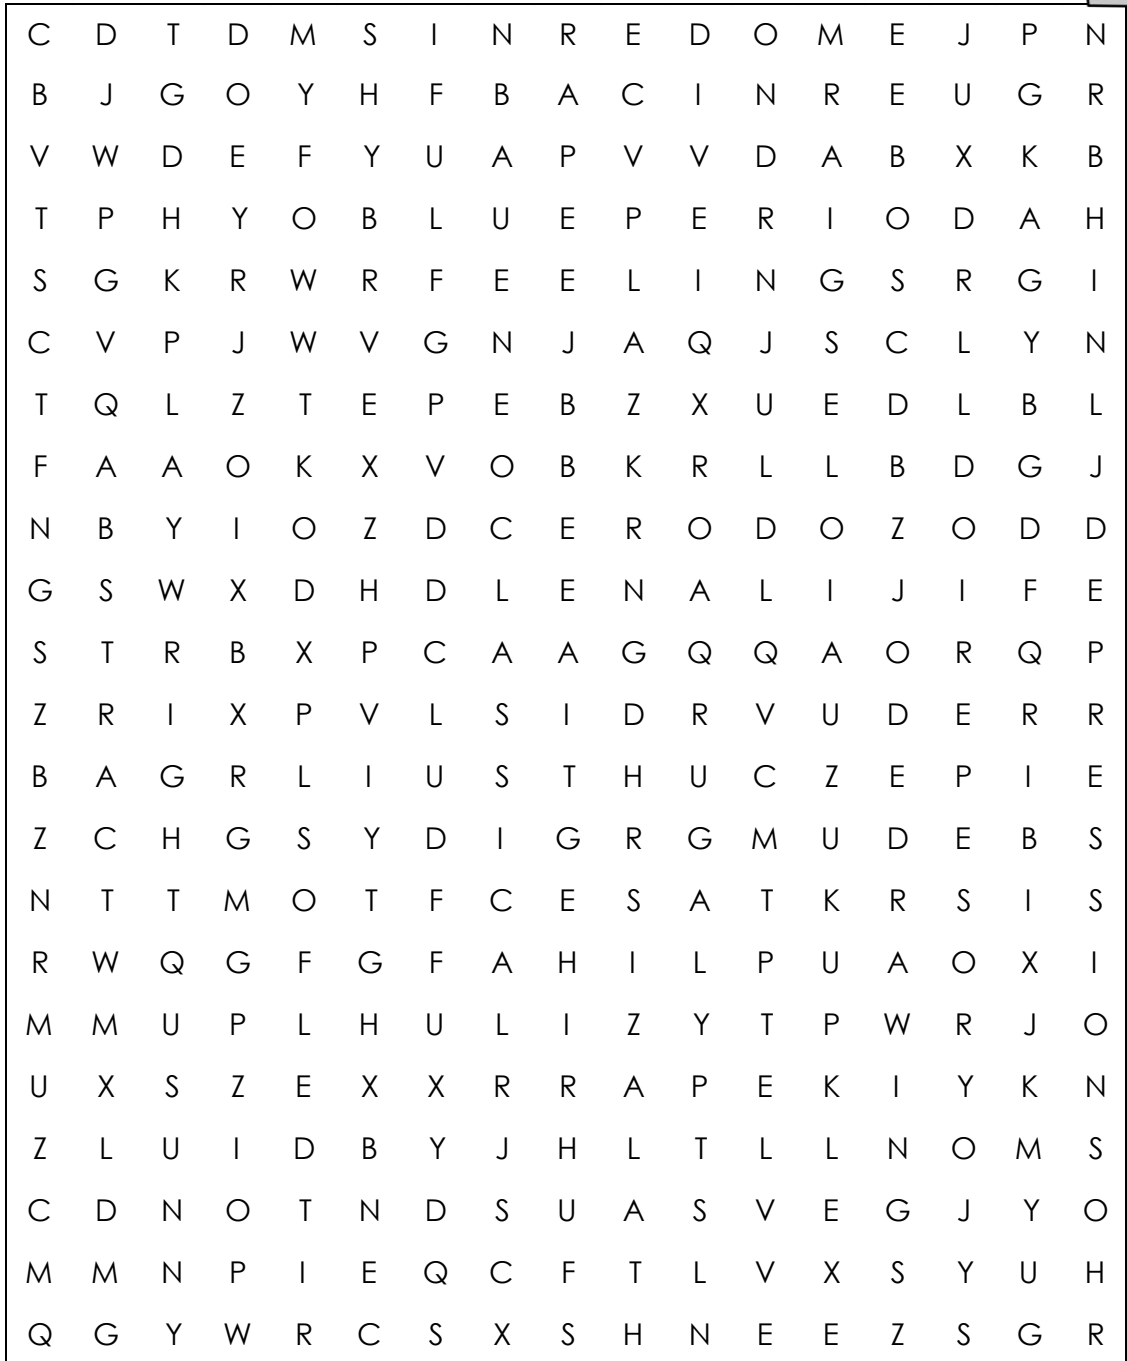 C D T D M S I N R E D O M E J P N
B J G O Y H F B A C I N R E U G R
V W D E F Y U A P V V D A B X K B
T P H Y O B L U E P E R I O D A H
S G K R W R F E E L I N G S R G I
C V P J W V G N J A Q J S C L Y N
T Q L Z T E P E B Z X U E D L B L
F A A O K X V O B K R L L B D G J
N B Y I O Z D C E R O D O Z O D D
G S W X D H D L E N A L I J I F E
S T R B X P C A A G Q Q A O R Q P
Z R I X P V L S I D R V U D E R R
B A G R L I U S T H U C Z E P I E
Z C H G S Y D I G R G M U D E B S
N T T M O T F C E S A T K R S I S
R W Q G F G F A H I L P U A O X I
M M U P L H U L I Z Y T P W R J O
U X S Z E X X R R A P E K I Y K N
Z L U I D B Y J H L T L L N O M S
C D N O T N D S U A S V E G J Y O
M M N P I E Q C F T L V X S Y U H
Q G Y W R C S X S H N E E Z S G R